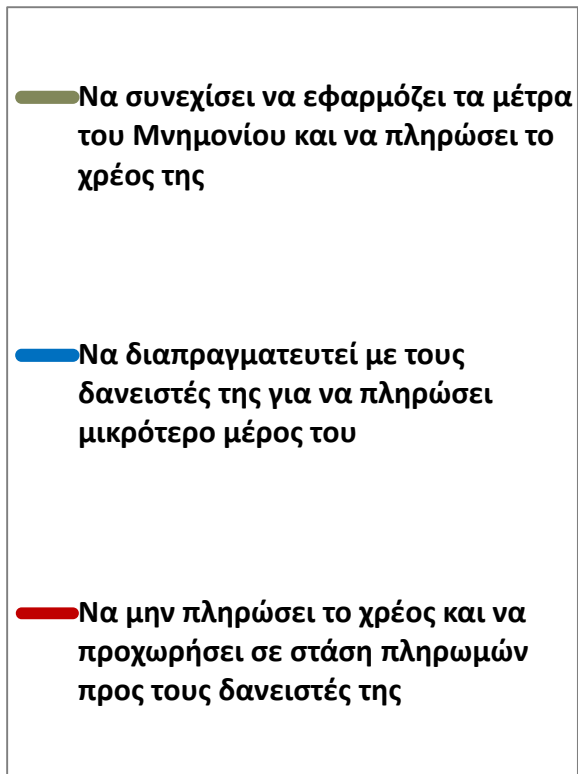 Να συνεχίσει να εφαρμόζει τα μέτρα
του Μνημονίου και να πληρώσει το
χρέος της
Να διαπραγματευτεί με τους
δανειστές της για να πληρώσει
μικρότερο μέρος του
Να μην πληρώσει το χρέος και να
προχωρήσει σε στάση πληρωμών
προς τους δανειστές της